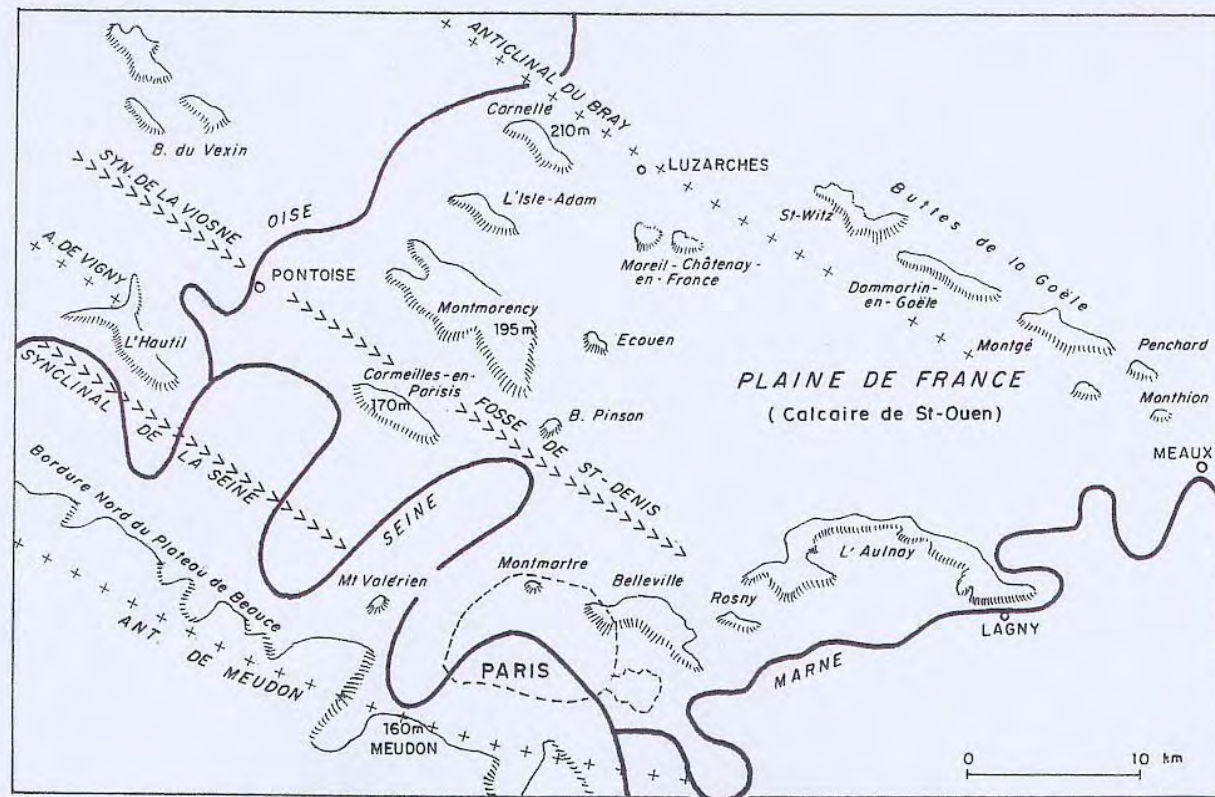 ANTICLINAL DU BRAY
Carnelle
210m
B. du Vexin
LUZARCHES
SYN. DE LA VIOSNE
OISE
L'Isle-Adam
St-Witz
Buttes de la Goële
A. DE VIGNY
PONTOISE
Mareil-Châtenay-
en-France
Dammartin-
en-Goële
Montmorency
195m
L'Hautil
Ecouen
Montgé
Penchard
Cormeilles-en-
Parisis
170m
PLAINE DE FRANCE
(Calcaire de St-Ouen)
Monthion
SYNCLINAL
DE
LA SEINE
FOSSE
DE
ST-DENIS
B. Pinson
MEAUX
Bordure Nord du Plateau de Beauce
SEINE
L'Aulnay
Mt Valérien
Montmartre
Belleville
Rosny
LAGNY
ANT. DE MEUDON
PARIS
MARNE
160m
MEUDON
0 10 km